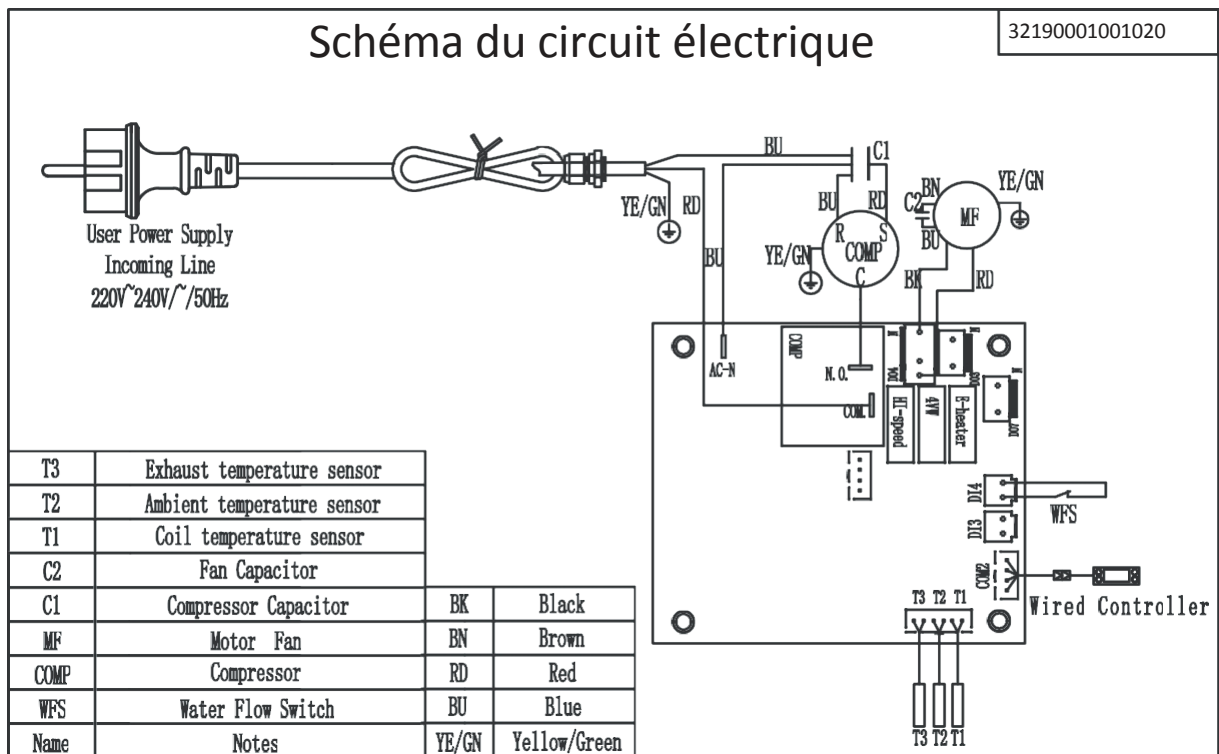 Schéma du circuit électrique
32190001001020
User Power Supply
Incoming Line
220V~240V/~/50Hz
YE/GN
RD
BU
BU
C1
BU
RD
R
S
COMP
C
YE/GN
BN
C2
BU
MF
YE/GN
BK
RD
AC-N
COMP
N.O.
COM.
DO4
DO3
DO7
HI-speed
4VW
E-heater
DI4
WFS
DI3
COM2
Wired Controller
T3 T2 T1
T3 T2 T1
T3 Exhaust temperature sensor
T2 Ambient temperature sensor
T1 Coil temperature sensor
C2 Fan Capacitor
C1 Compressor Capacitor BK Black
MF Motor Fan BN Brown
COMP Compressor RD Red
WFS Water Flow Switch BU Blue
Name Notes YE/GN Yellow/Green